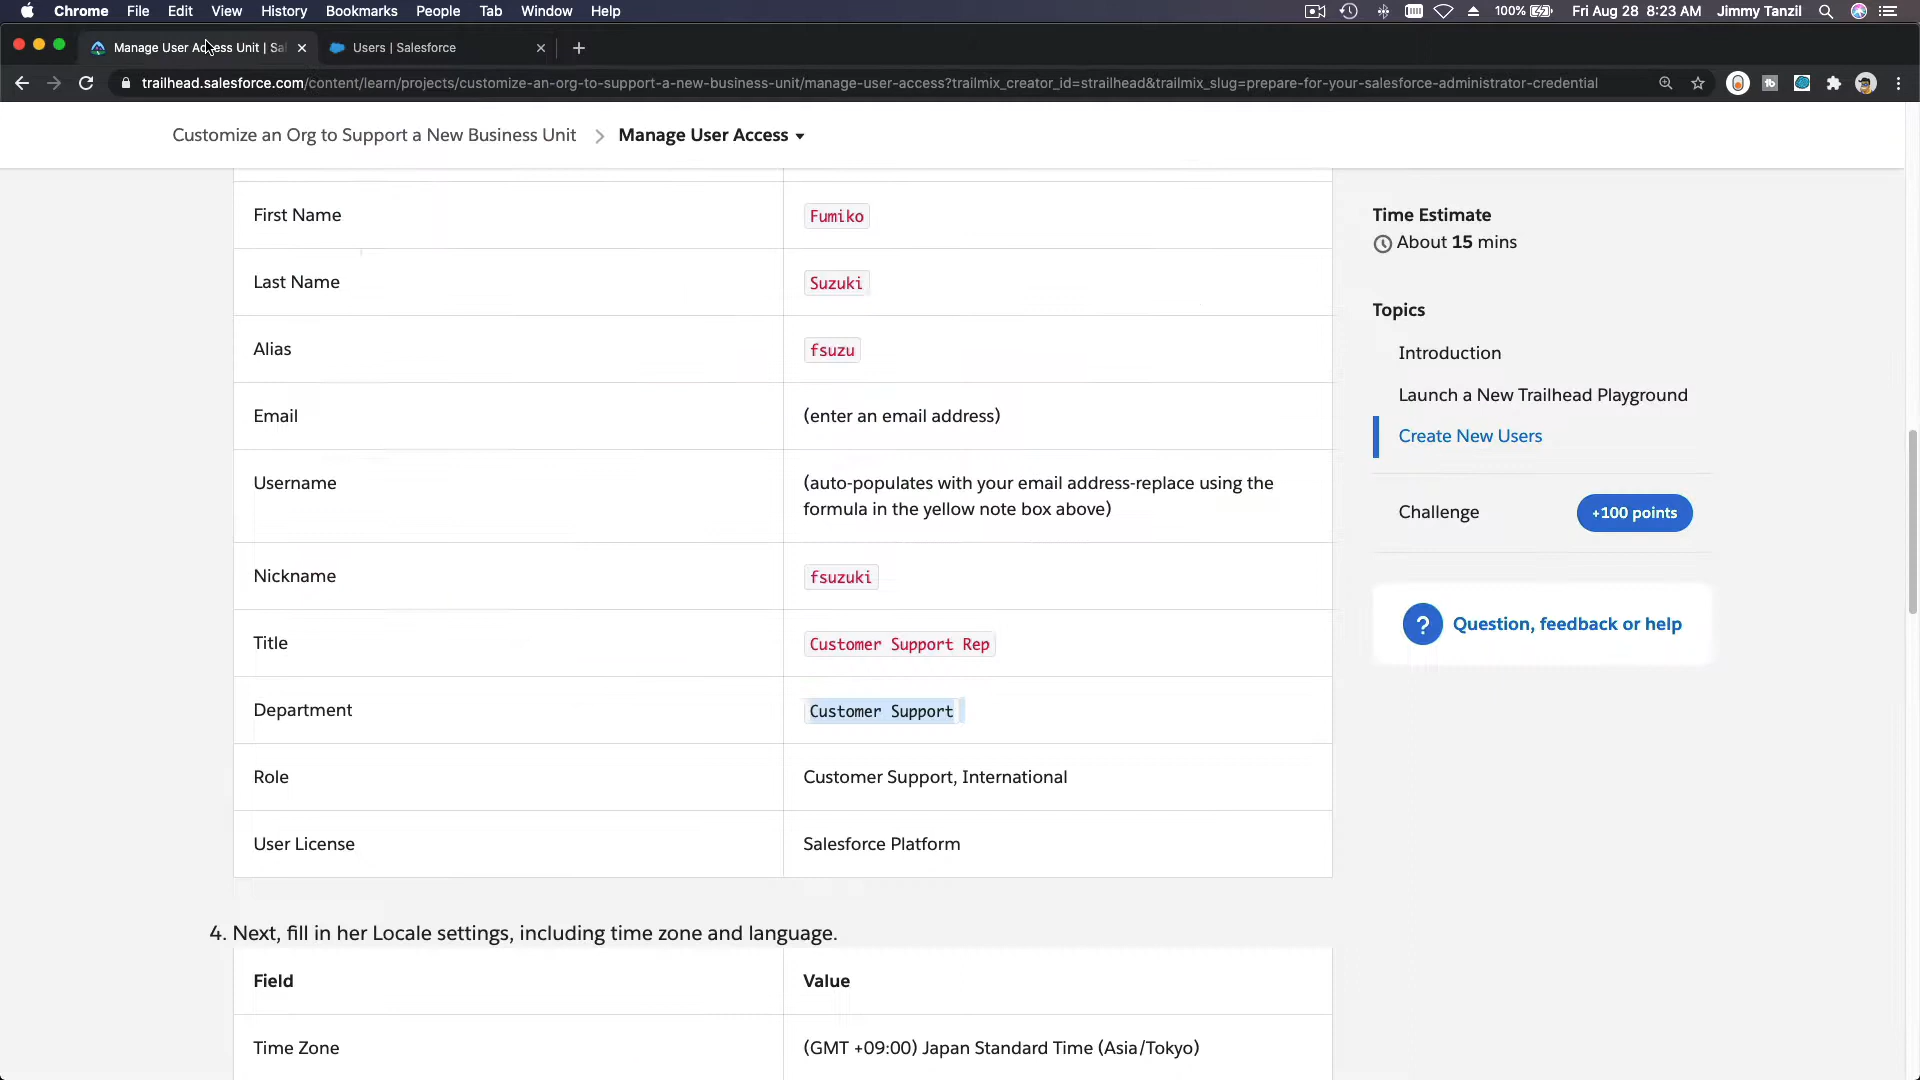 Chrome File Edit View History Bookmarks People Tab Window Help 100% Fri Aug 28 8:23 AM Jimmy Tanzil
Manage User Access Unit | Sal
Users | Salesforce
trailhead.salesforce.com/content/learn/projects/customize-an-org-to-support-a-new-business-unit/manage-user-access?trailmix_creator_id=strailhead&trailmix_slug=prepare-for-your-salesforce-administrator-credential
Customize an Org to Support a New Business Unit > Manage User Access
First Name Fumiko
Last Name Suzuki
Alias fsuzu
Email (enter an email address)
Username (auto-populates with your email address-replace using the
formula in the yellow note box above)
Nickname fsuzuki
Title Customer Support Rep
Department Customer Support
Role Customer Support, International
User License Salesforce Platform
4. Next, fill in her Locale settings, including time zone and language.
Field Value
Time Zone (GMT +09:00) Japan Standard Time (Asia/Tokyo)
Time Estimate
About 15 mins
Topics
Introduction
Launch a New Trailhead Playground
Create New Users
Challenge +100 points
? Question, feedback or help